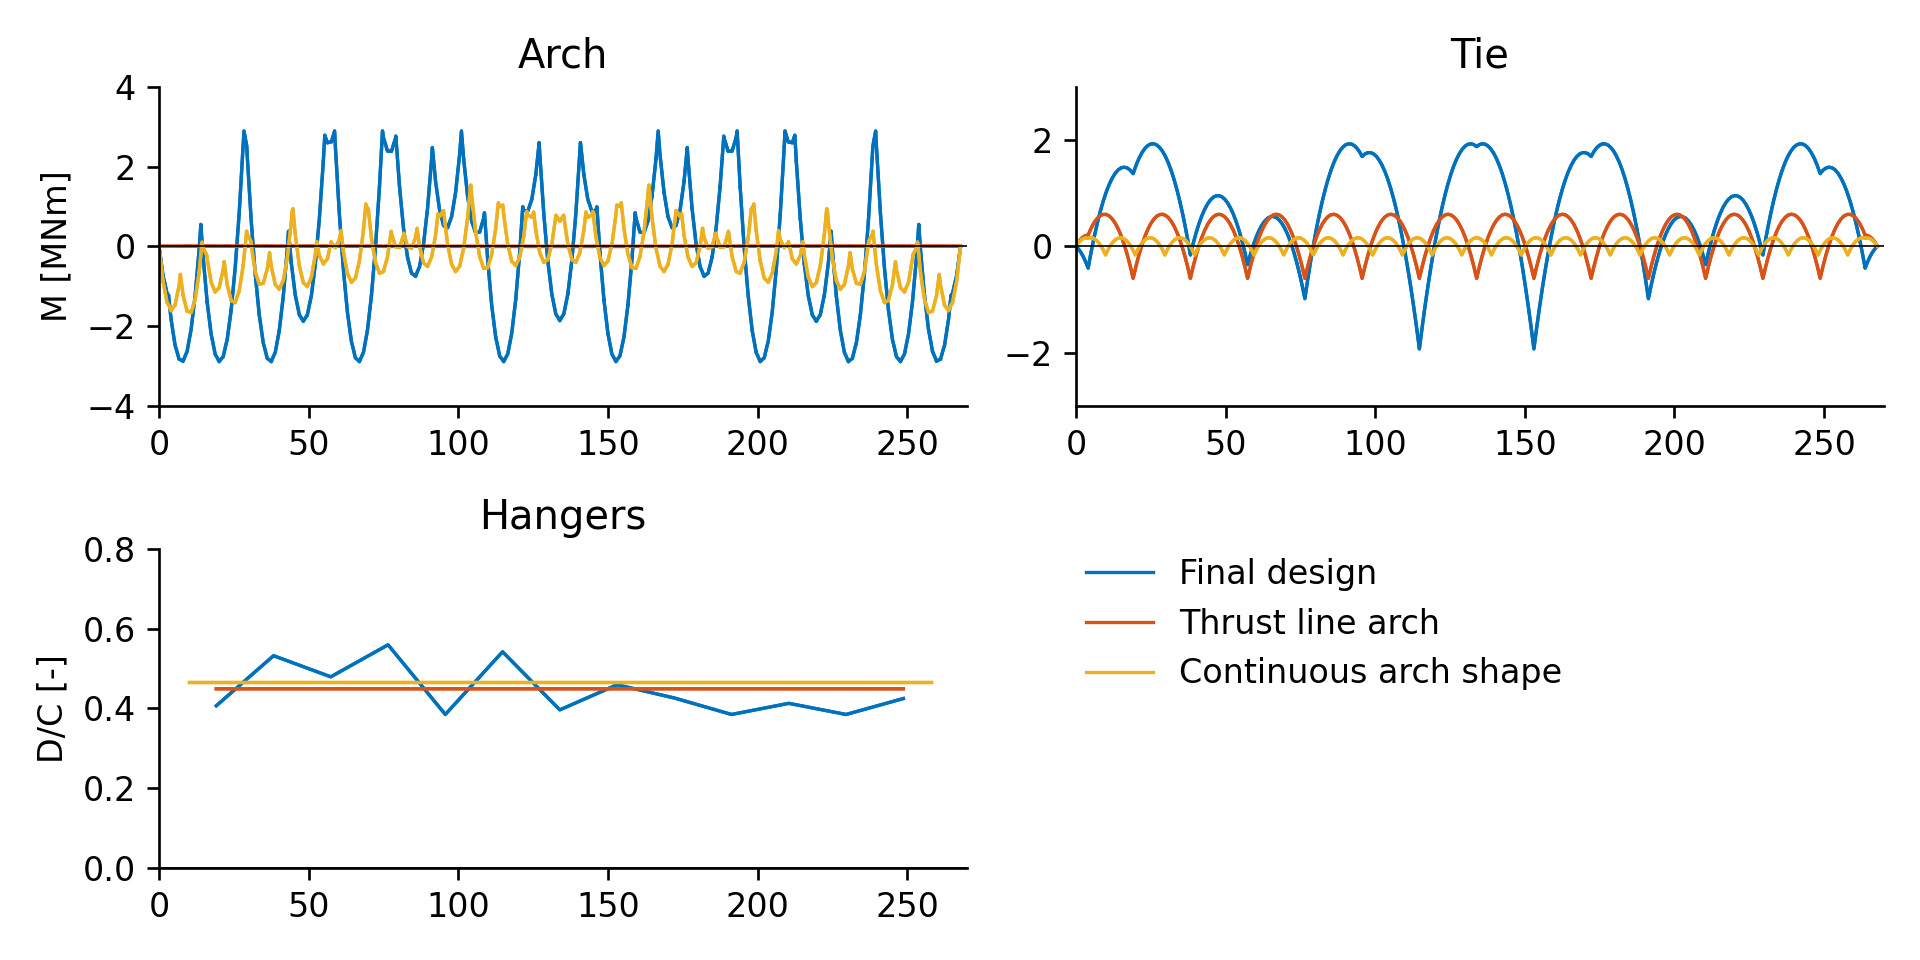 Arch
M [MNm]
4
2
0
−2
−4
0 50 100 150 200 250
Tie
2
0
−2
0 50 100 150 200 250
Hangers
D/C [-]
0.8
0.6
0.4
0.2
0.0
0 50 100 150 200 250
Final design
Thrust line arch
Continuous arch shape